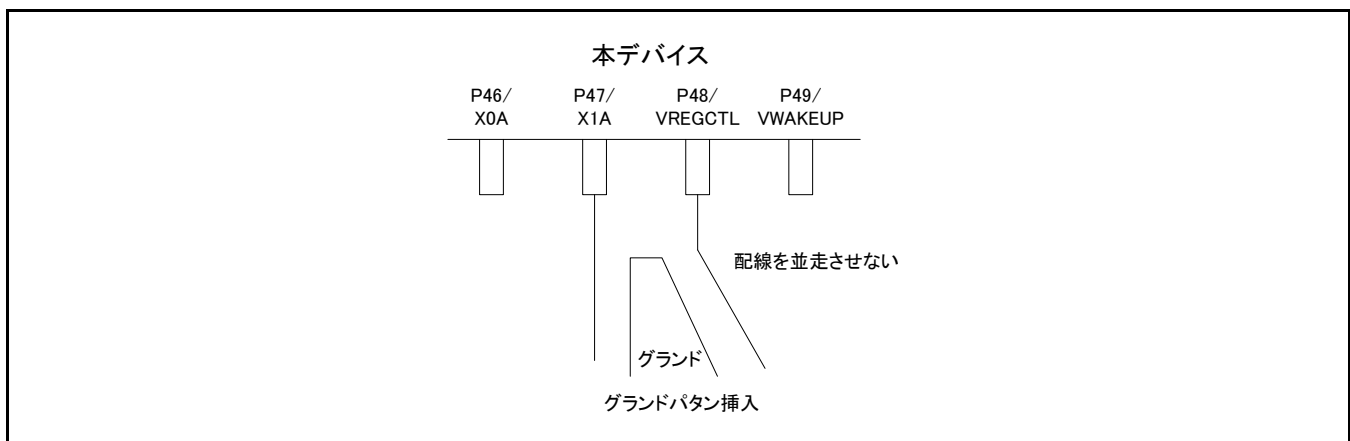 本デバイス
P46/
X0A
P47/
X1A
P48/
VREGCTL
P49/
VWAKEUP
配線を並走させない
グランド
グランドパタン挿入